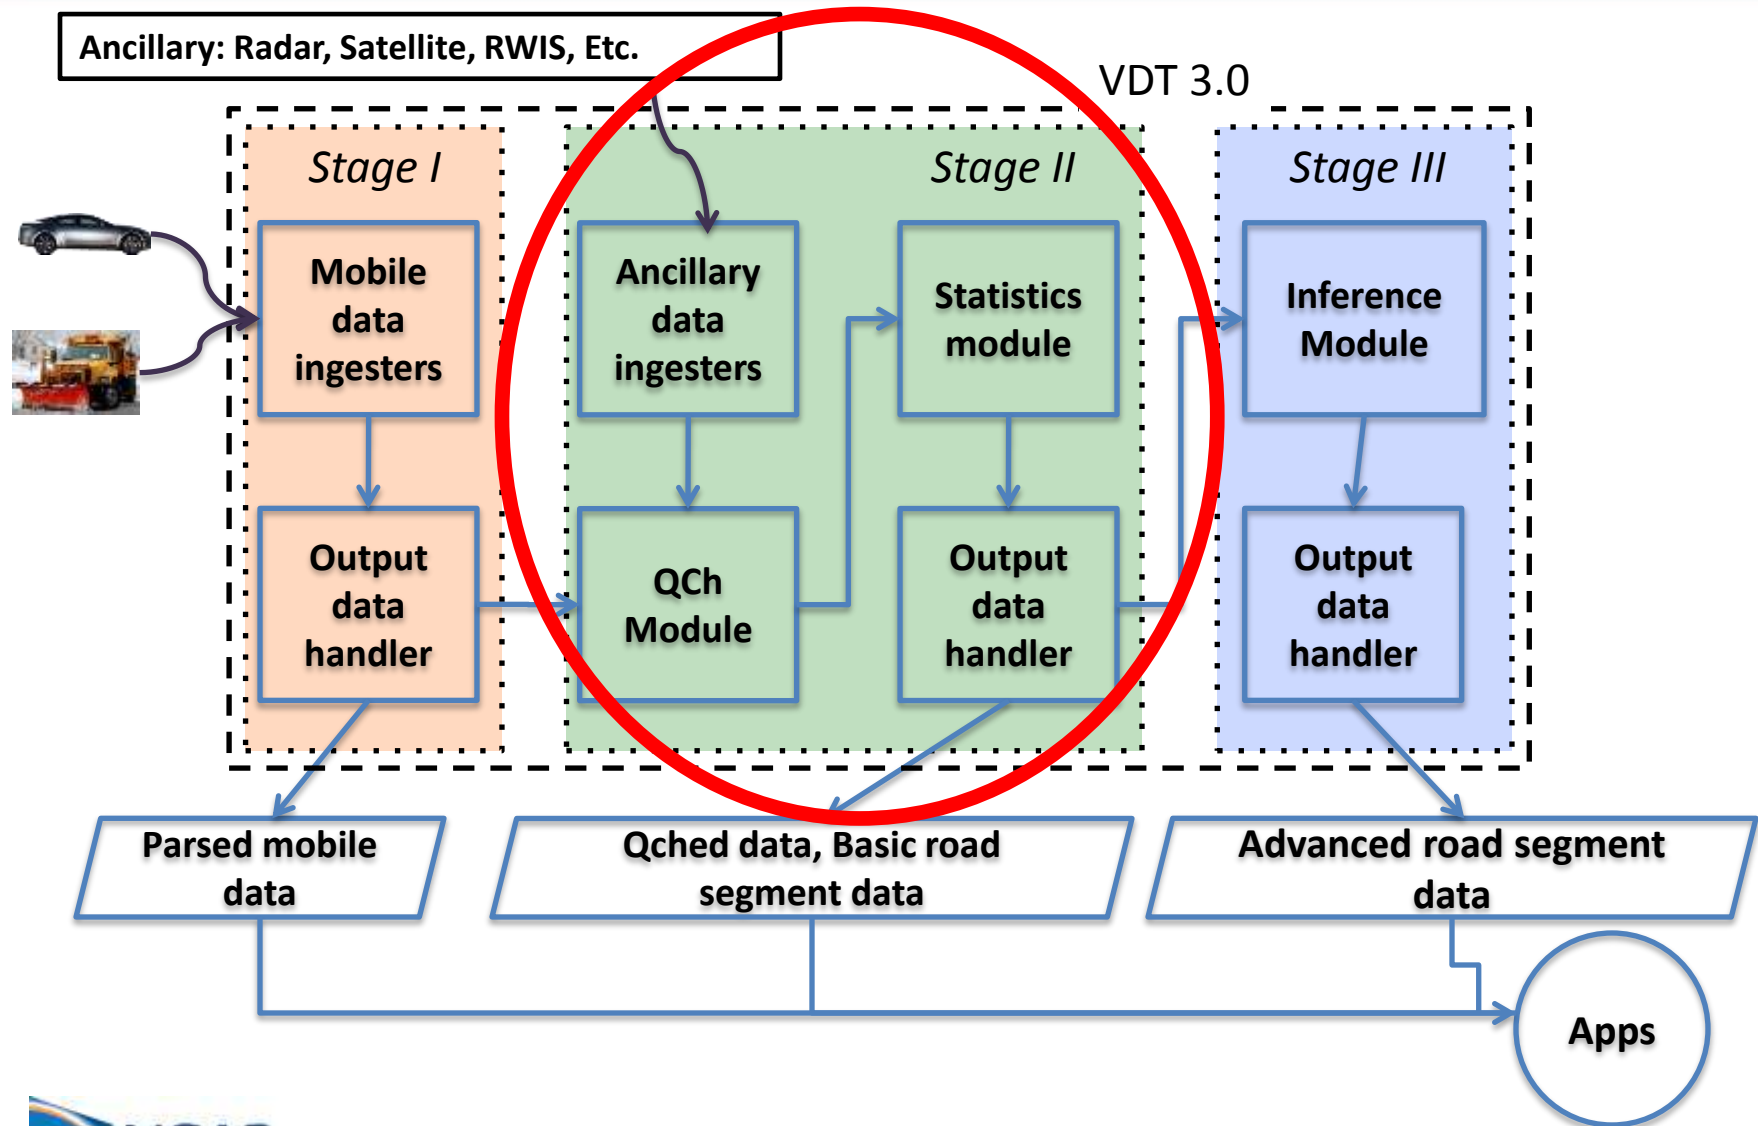 Ancillary: Radar, Satellite, RWIS, Etc.
VDT 3.0
Stage I
Stage II
Stage III
Mobile
data
ingesters
Ancillary
data
ingesters
Statistics
module
Inference
Module
Output
data
handler
QCh
Module
Output
data
handler
Output
data
handler
Parsed mobile
data
Qched data, Basic road
segment data
Advanced road segment
data
Apps